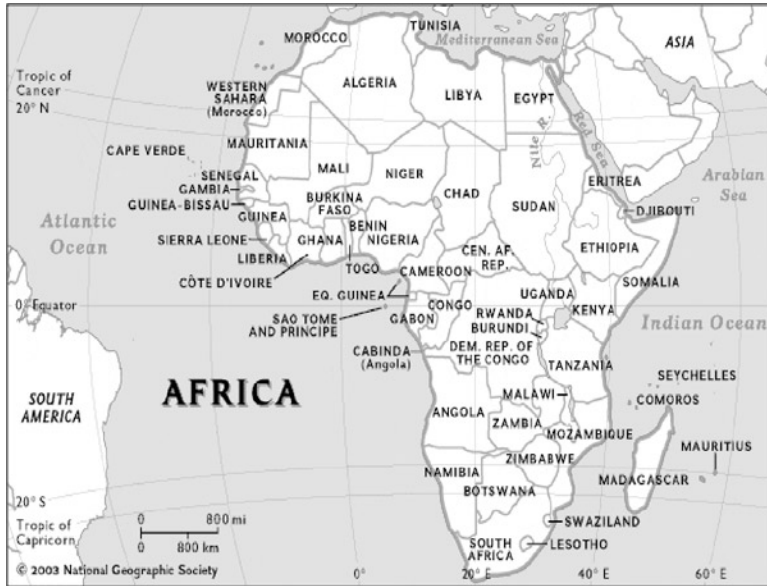 TUNISIA
MOROCCO
Mediterranean Sea
ASIA
Tropic of
Cancer
20° N
WESTERN
SAHARA
(Morocco)
ALGERIA
LIBYA
EGYPT
Nile R.
Red Sea
CAPE VERDE
MAURITANIA
MALI
NIGER
CHAD
SUDAN
ERITREA
Arabian
Sea
SENEGAL
GAMBIA
GUINEA-BISSAU
GUINEA
BURKINA
FASO
BENIN
NIGERIA
DJIBOUTI
Atlantic
Ocean
SIERRA LEONE
GHANA
ETHIOPIA
LIBERIA
TOGO
CEN. AF.
REP.
CAMEROON
SOMALIA
CÔTE D'IVOIRE
EQ. GUINEA
CONGO
UGANDA
KENYA
0° Equator
SAO TOME
AND PRINCIPE
GABON
RWANDA
BURUNDI
Indian Ocean
CABINDA
(Angola)
DEM. REP. OF
THE CONGO
TANZANIA
SEYCHELLES
SOUTH
AMERICA
AFRICA
ANGOLA
MALAWI
COMOROS
ZAMBIA
MOZAMBIQUE
MAURITIUS
ZIMBABWE
NAMIBIA
MADAGASCAR
BOTSWANA
20° S
Tropic of
Capricorn
0 800 mi
0 800 km
SWAZILAND
SOUTH
AFRICA
LESOTHO
© 2003 National Geographic Society
0°
20° E
40° E
60° E